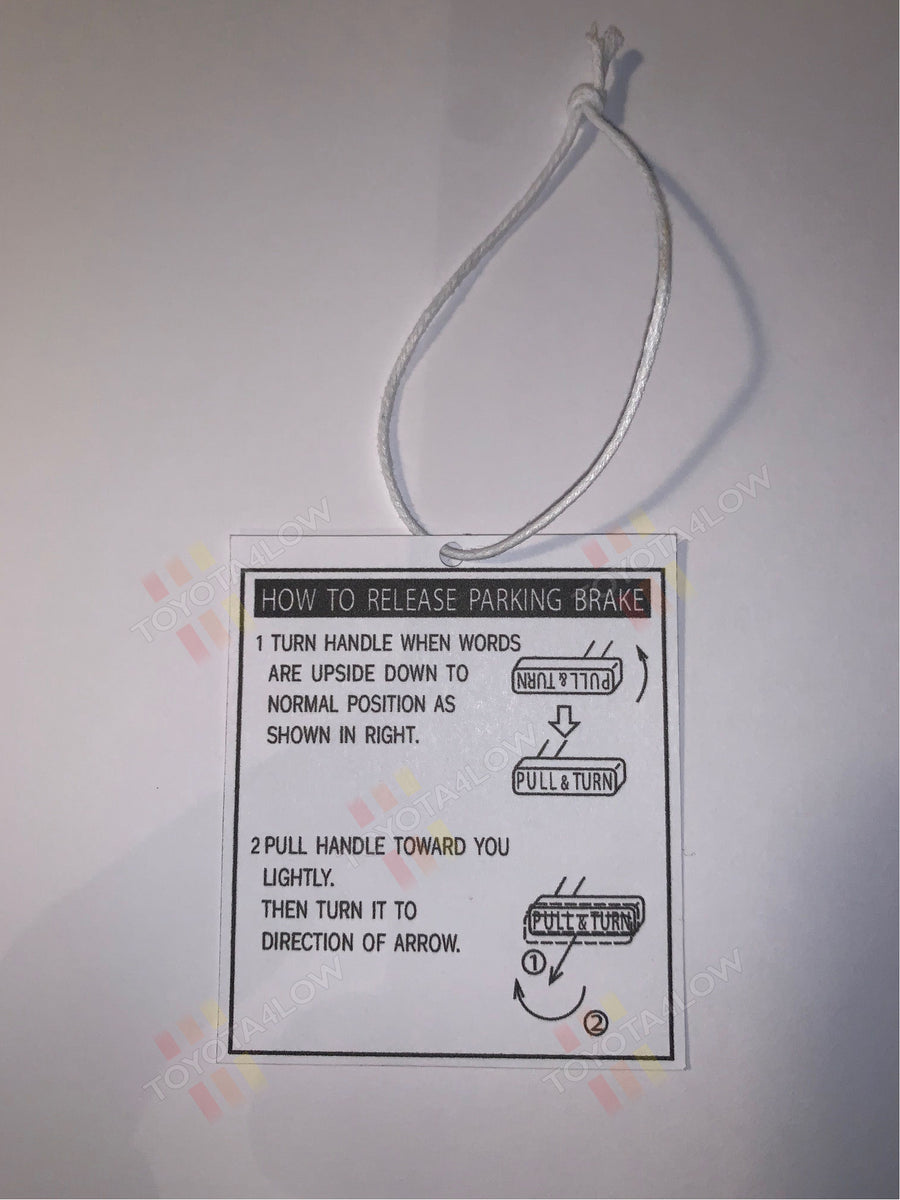 HOW TO RELEASE PARKING BRAKE
1 TURN HANDLE WHEN WORDS
ARE UPSIDE DOWN TO
NORMAL POSITION AS
SHOWN IN RIGHT.
PULL & TURN
PULL & TURN
2 PULL HANDLE TOWARD YOU
LIGHTLY.
THEN TURN IT TO
DIRECTION OF ARROW.
PULL & TURN
①
②
TOYOTA4LOW
TOYOTA4LOW
TOYOTA4LOW
TOYOTA4LOW
TOYOTA4LOW